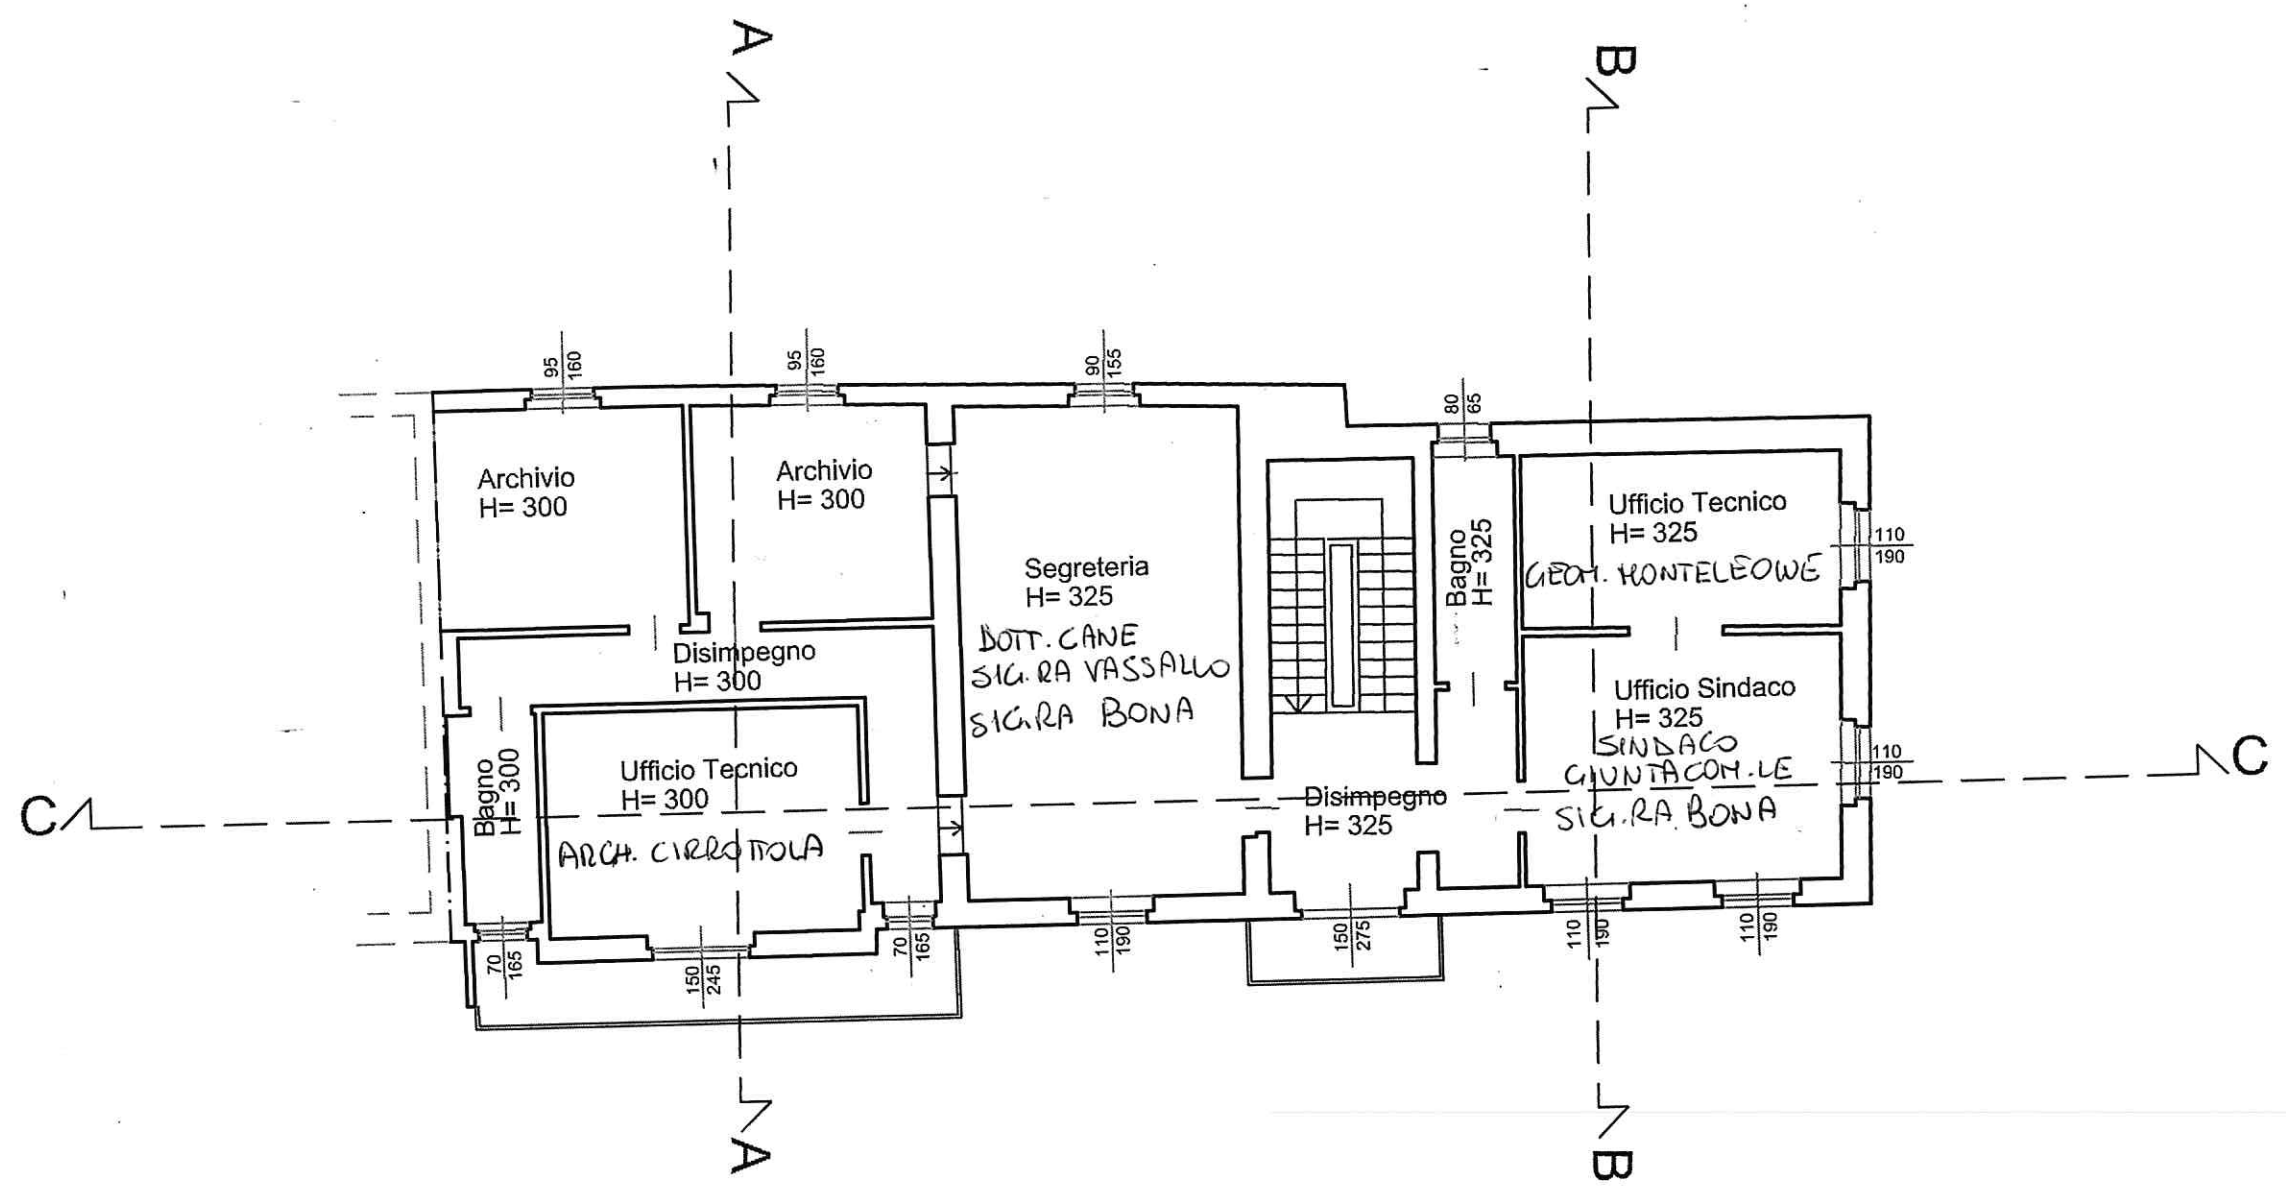 A
B
95
160
95
160
90
155
80
65
Archivio
H= 300
Archivio
H= 300
Segreteria
H= 325
DOTT. CANE
SIG.RA VASSALLO
SIG.RA BONA
Bagno
H= 325
Ufficio Tecnico
H= 325
GEOM. MONTELEONE
110
190
Disimpegno
H= 300
Ufficio Sindaco
H= 325
SINDACO
GIUNTA COM.LE
SIG.RA BONA
110
190
Bagno
H= 300
Ufficio Tecnico
H= 300
ARCH. CIRROTTOLA
Disimpegno
H= 325
C
C
70
165
150
245
70
165
110
190
150
275
110
190
110
190
A
B